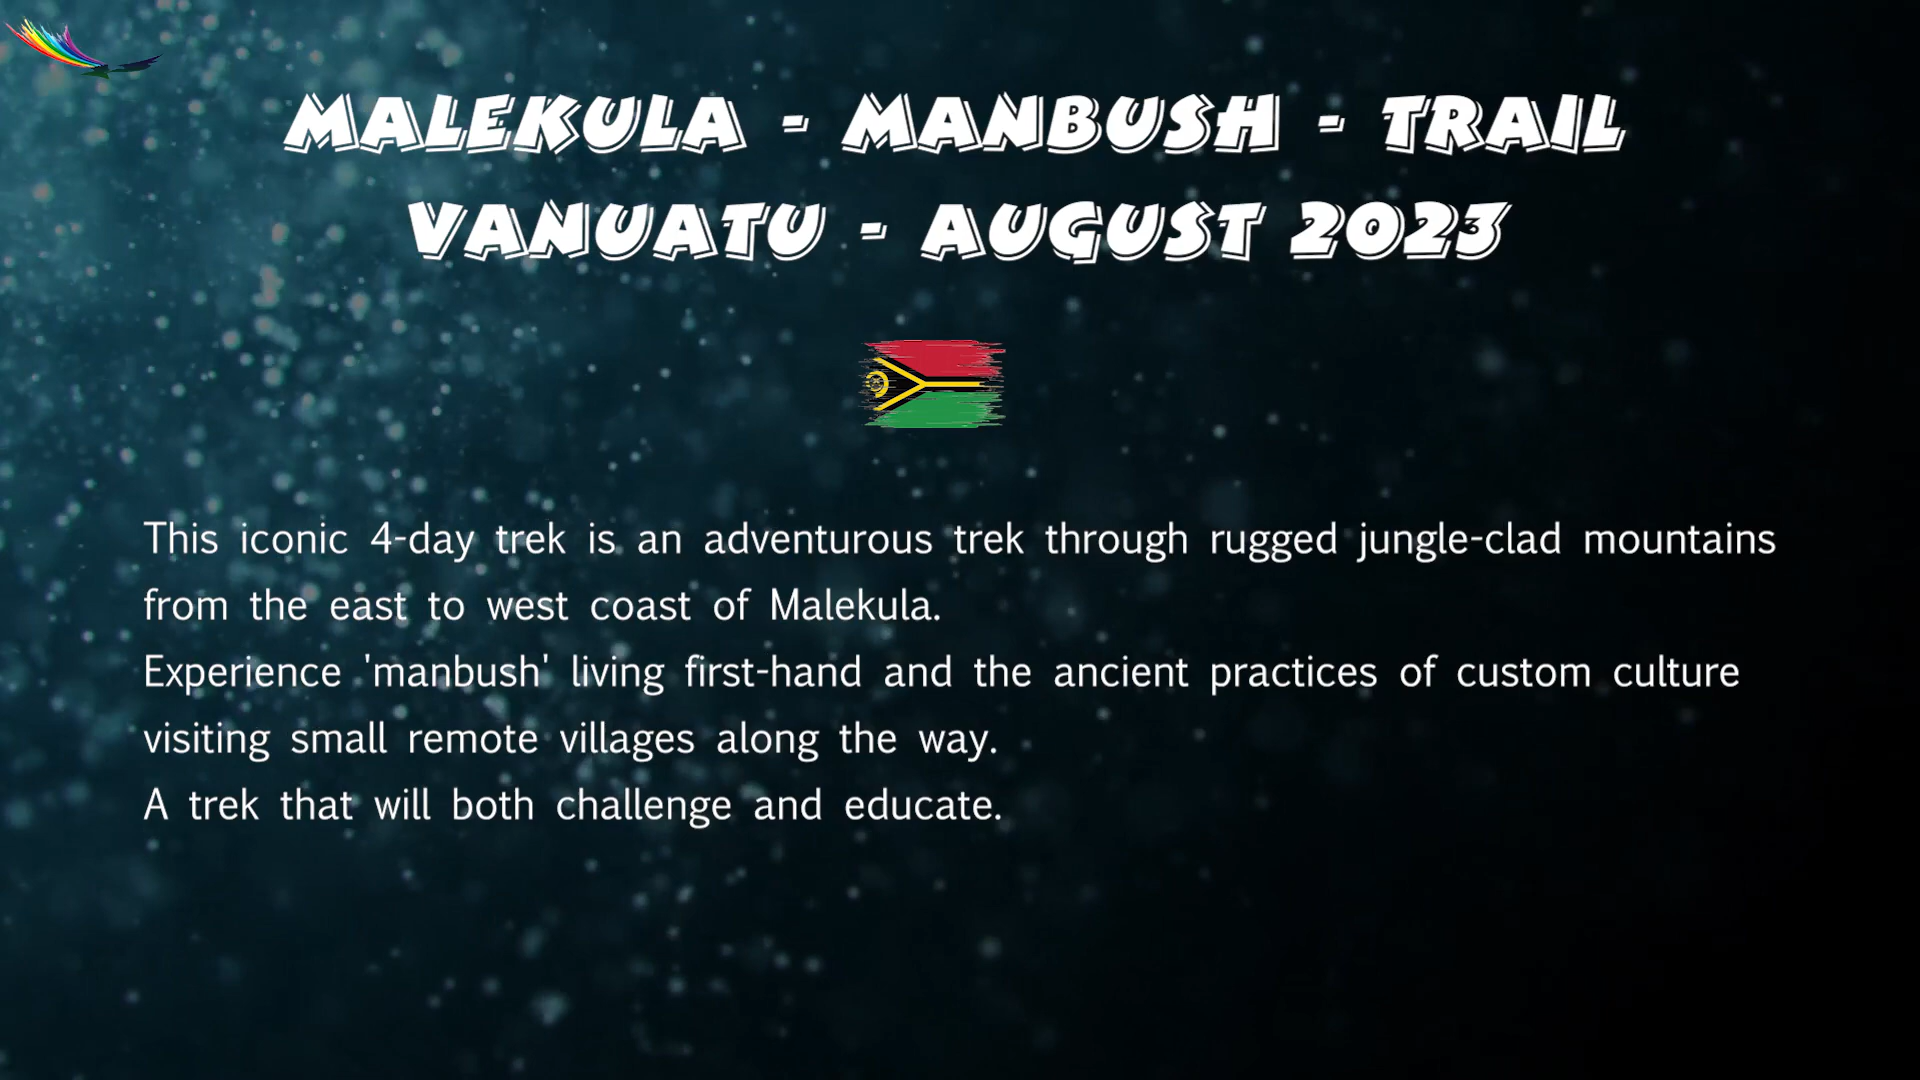 MALEKULA - MANBUSH - TRAIL
VANUATU - AUGUST 2023
This iconic 4-day trek is an adventurous trek through rugged jungle-clad mountains
from the east to west coast of Malekula.
Experience 'manbush' living first-hand and the ancient practices of custom culture
visiting small remote villages along the way.
A trek that will both challenge and educate.